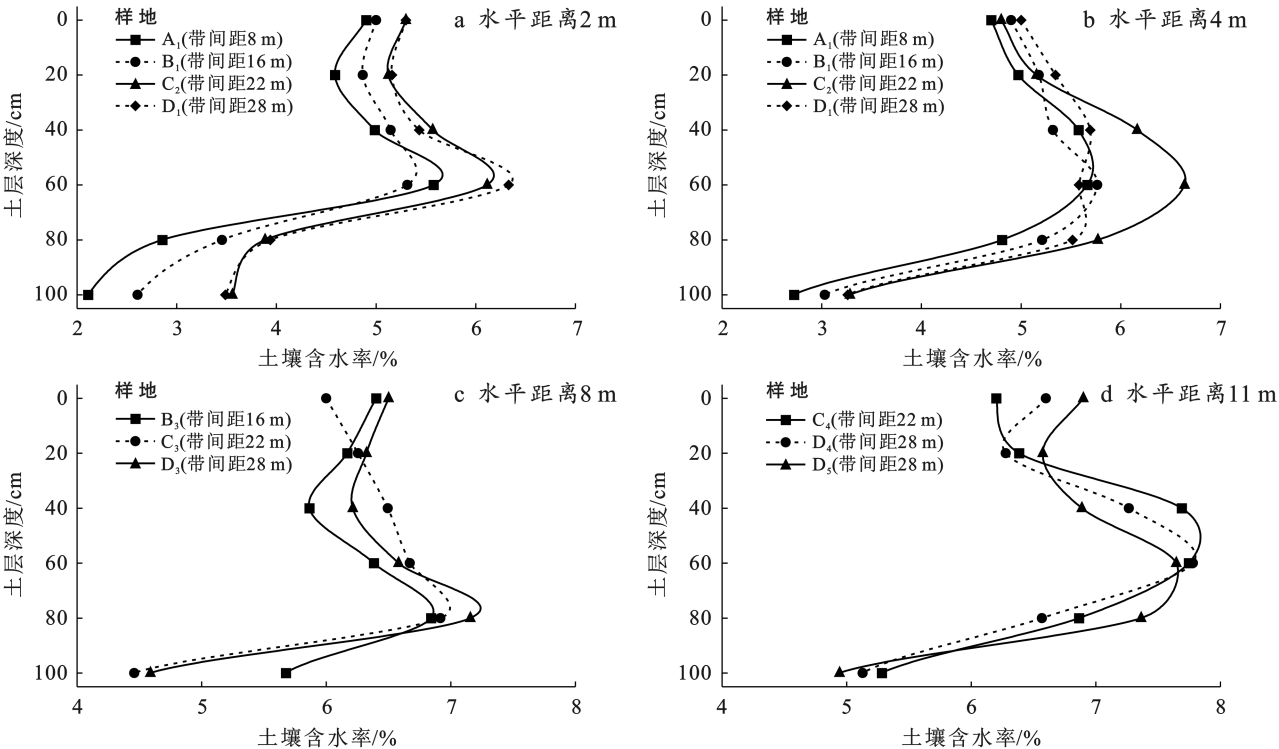 a 水平距离2 m
样地
A₁(带间距8 m)
B₁(带间距16 m)
C₂(带间距22 m)
D₁(带间距28 m)
0
20
40
60
80
100
土层深度/cm
2 3 4 5 6 7
土壤含水率/%
b 水平距离4 m
样地
A₁(带间距8 m)
B₁(带间距16 m)
C₂(带间距22 m)
D₁(带间距28 m)
0
20
40
60
80
100
土层深度/cm
2 3 4 5 6 7
土壤含水率/%
c 水平距离8 m
样地
B₃(带间距16 m)
C₃(带间距22 m)
D₃(带间距28 m)
0
20
40
60
80
100
土层深度/cm
4 5 6 7 8
土壤含水率/%
d 水平距离11 m
样地
C₄(带间距22 m)
D₄(带间距28 m)
D₅(带间距28 m)
0
20
40
60
80
100
土层深度/cm
4 5 6 7 8
土壤含水率/%